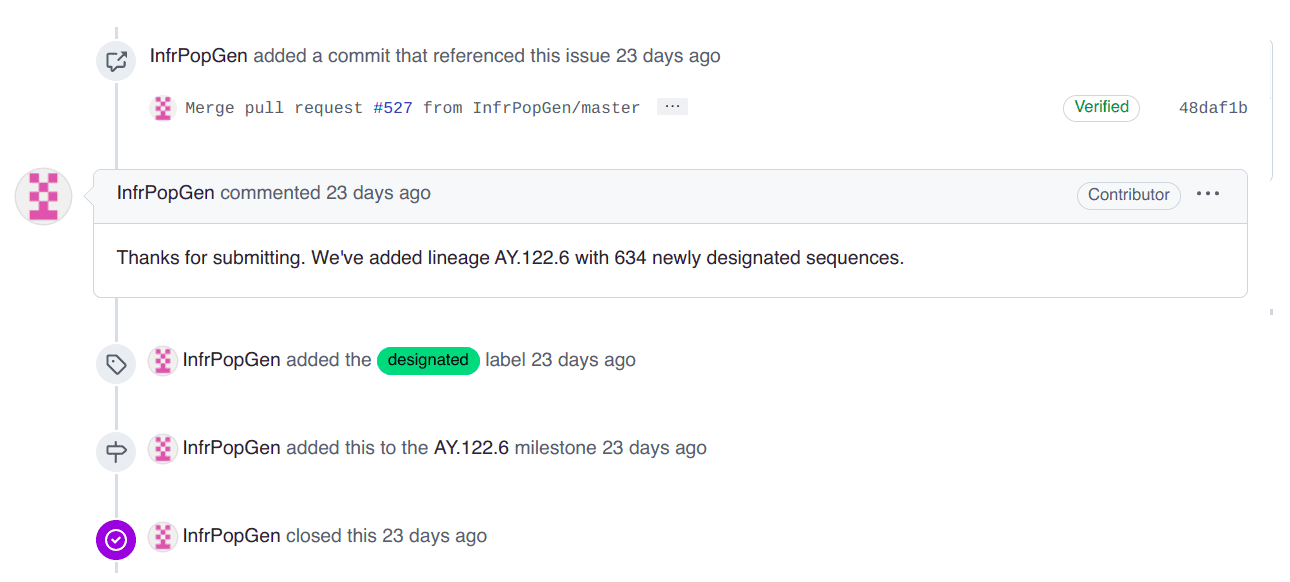 InfrPopGen added a commit that referenced this issue 23 days ago
Merge pull request #527 from InfrPopGen/master ... Verified 48daf1b
InfrPopGen commented 23 days ago Contributor ...
Thanks for submitting. We've added lineage AY.122.6 with 634 newly designated sequences.
InfrPopGen added the designated label 23 days ago
InfrPopGen added this to the AY.122.6 milestone 23 days ago
InfrPopGen closed this 23 days ago